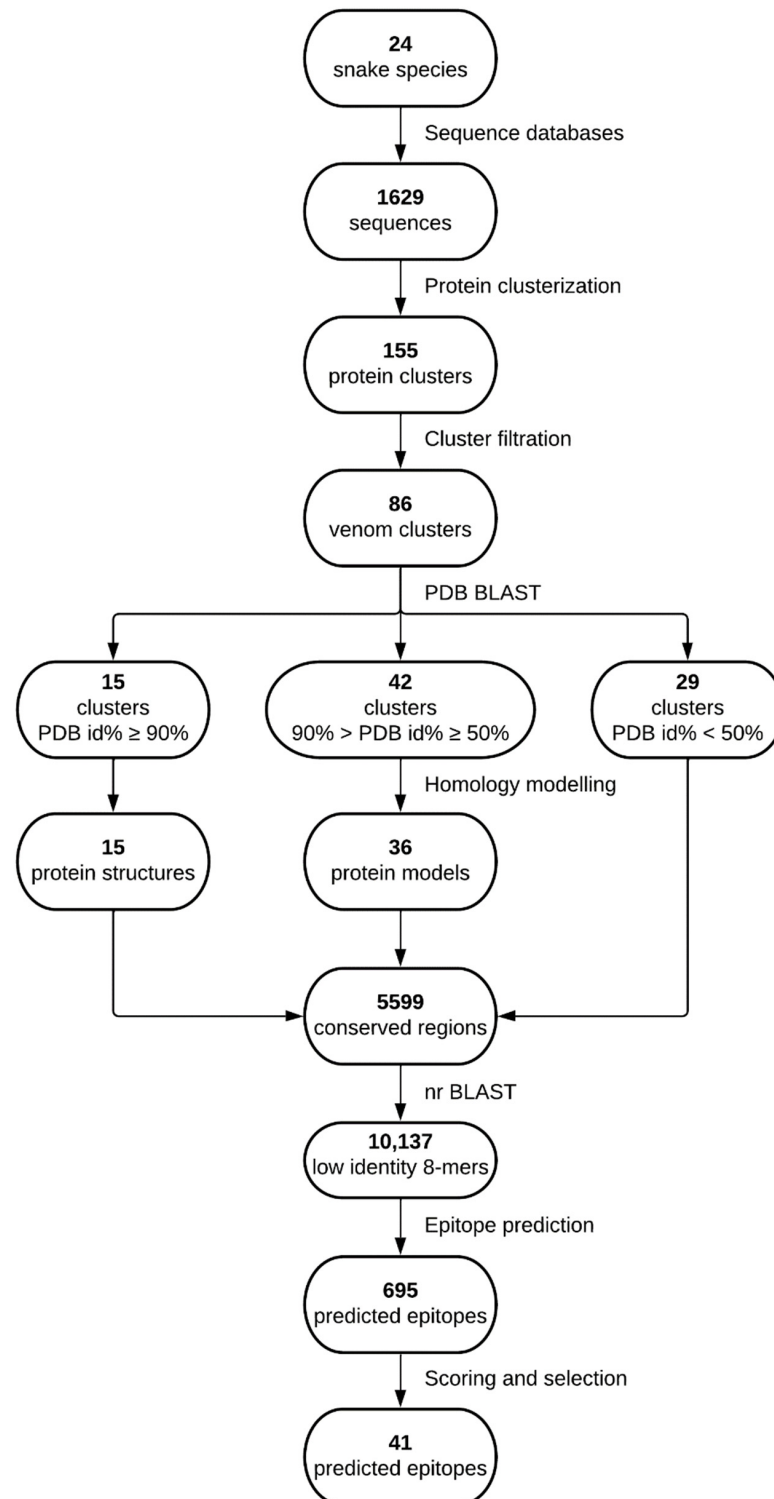 24
snake species
Sequence databases
1629
sequences
Protein clusterization
155
protein clusters
Cluster filtration
86
venom clusters
PDB BLAST
15
clusters
PDB id% ≥ 90%
42
clusters
90% > PDB id% ≥ 50%
29
clusters
PDB id% < 50%
Homology modelling
15
protein structures
36
protein models
5599
conserved regions
nr BLAST
10,137
low identity 8-mers
Epitope prediction
695
predicted epitopes
Scoring and selection
41
predicted epitopes